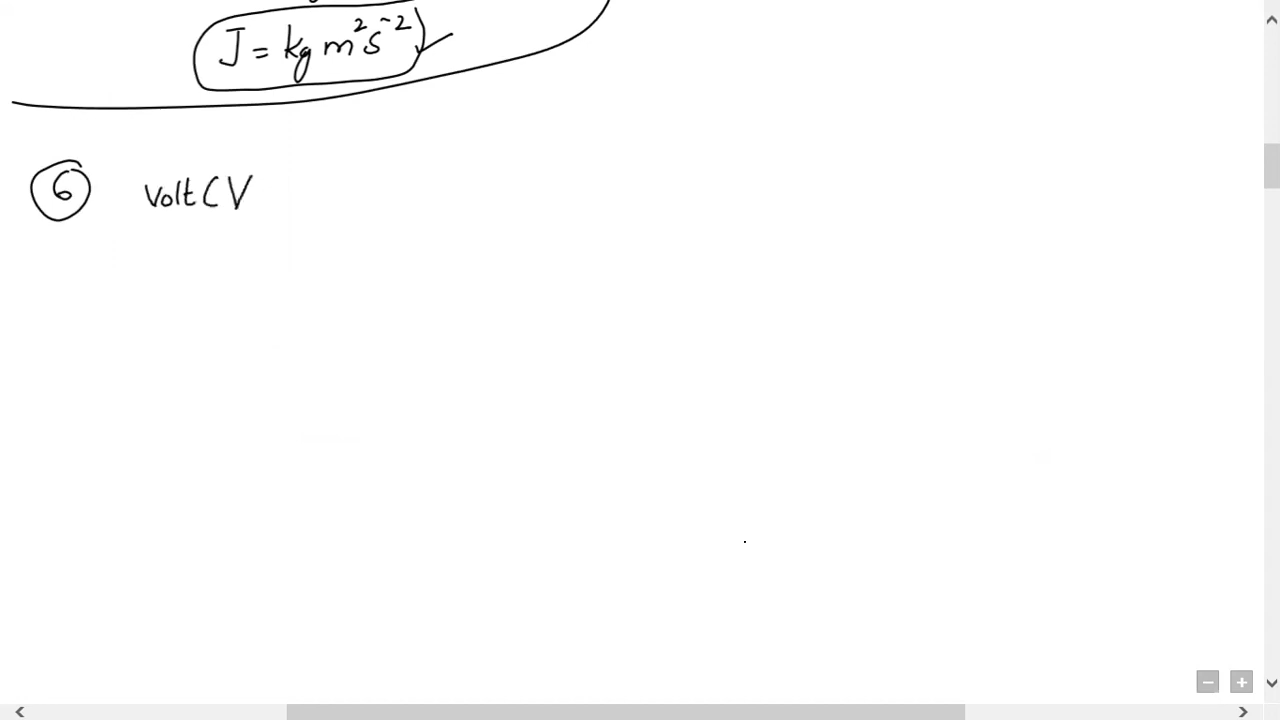 J = kg m²s⁻²
6 Volt ( V